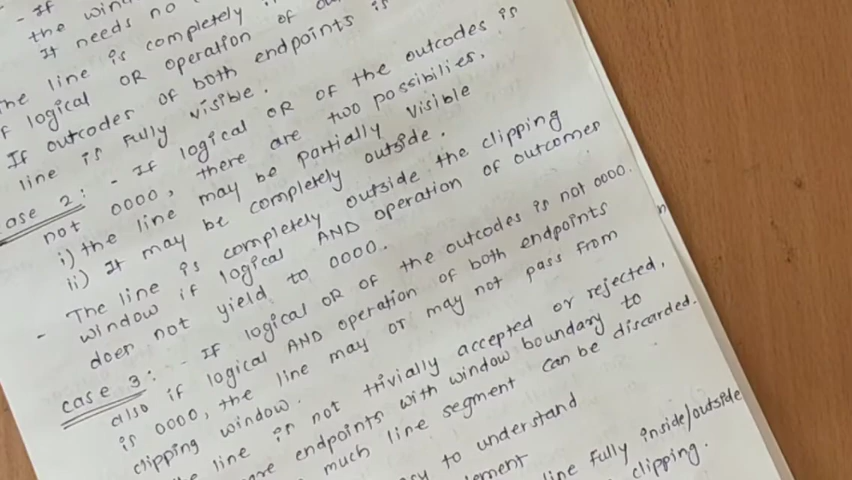 - If
the wind
It needs no
The line is completely
If logical OR operation of
If outcodes of both endpoints is
line is Fully visible.
case 2: - If logical OR of the outcodes is
not 0000, there are two possibilies.
i) the line may be partially visible
ii) It may be completely outside.
- The line is completely outside the clipping
window if logical AND operation of outcomes
does not yield to 0000.
case 3: - If logical OR of the outcodes is not 0000.
also if logical AND operation of both endpoints
is 0000, the line may or may not pass from
clipping window.
line is not trivially accepted or rejected,
endpoints with window boundary to
much line segment can be discarded.
to understand
line fully inside/outside
clipping.